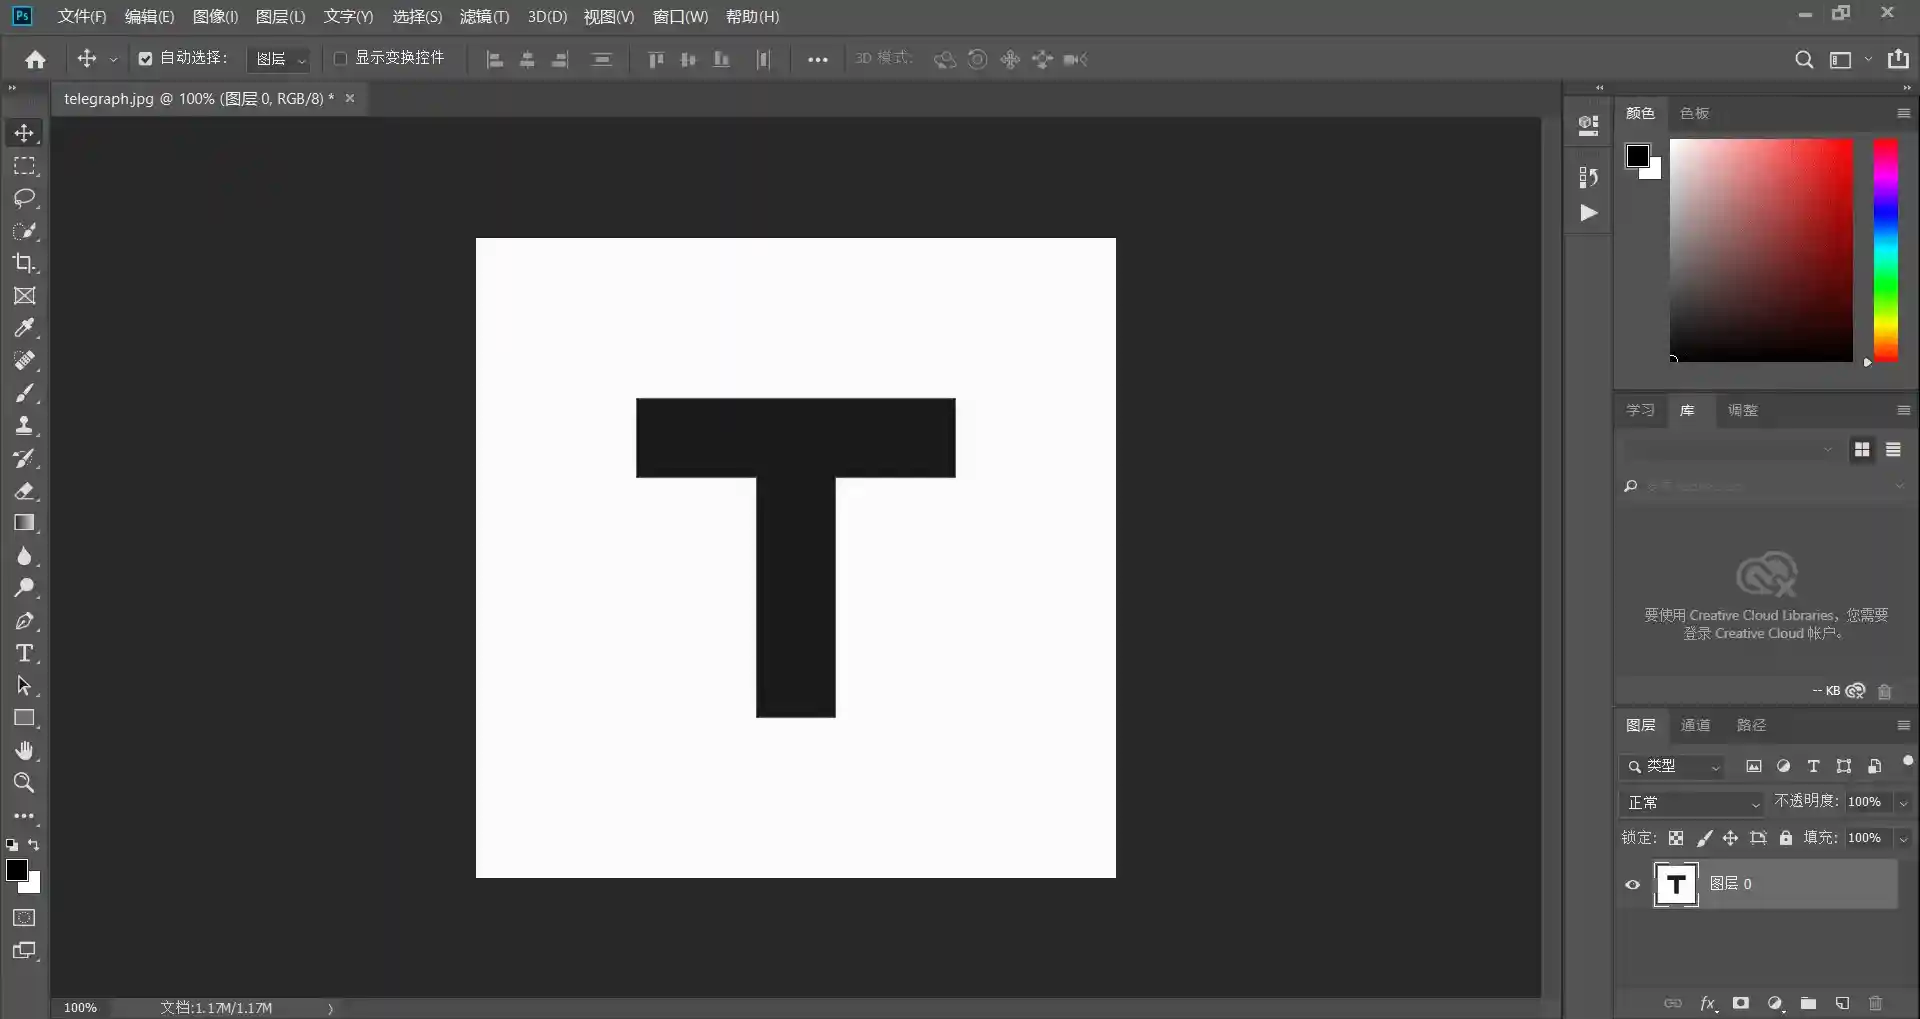 Ps 文件(F) 编辑(E) 图像(I) 图层(L) 文字(Y) 选择(S) 滤镜(T) 3D(D) 视图(V) 窗口(W) 帮助(H)
自动选择: 图层 显示变换控件 3D 模式:
telegraph.jpg @ 100% (图层 0, RGB/8) *
颜色 色板
T
学习 库 调整
要使用 Creative Cloud Libraries，您需要
登录 Creative Cloud 帐户。
-- KB
图层 通道 路径
类型
正常 不透明度: 100%
锁定: 填充: 100%
T 图层 0
fx
100% 文档:1.17M/1.17M